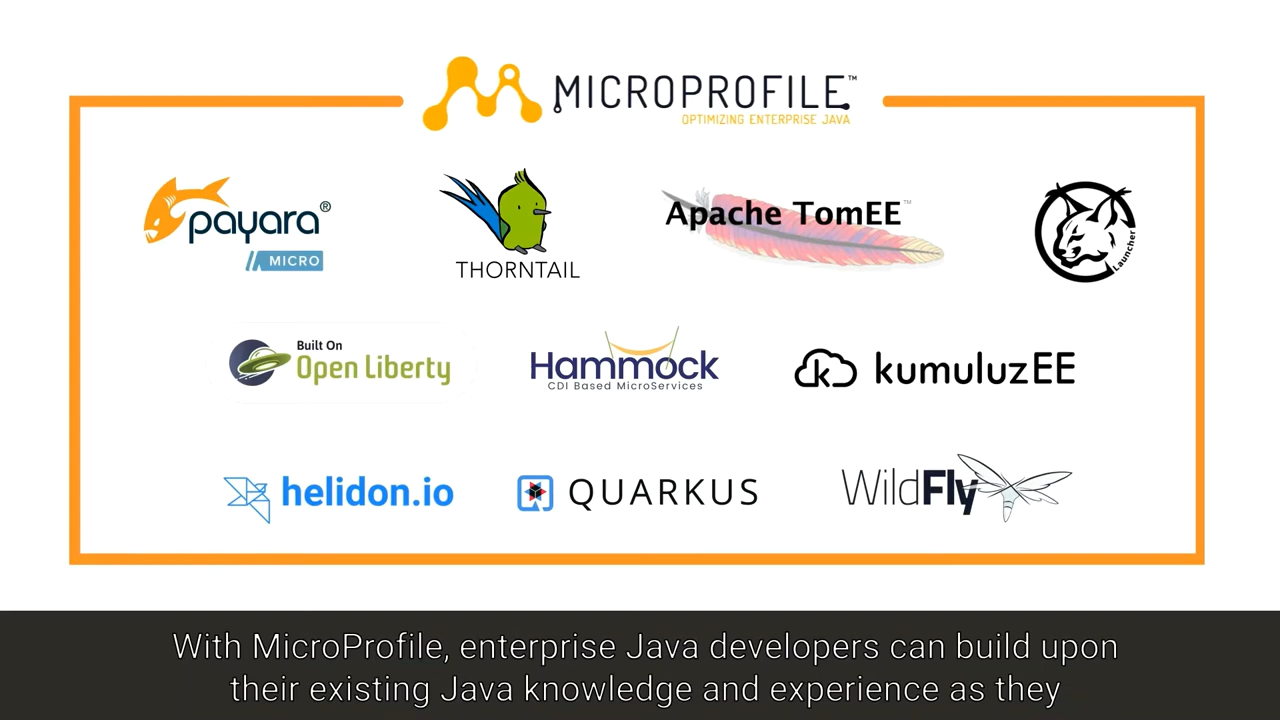 MICROPROFILE™
OPTIMIZING ENTERPRISE JAVA
payara®
MICRO
THORNTAIL
Apache TomEE™
Launcher
Built On
Open Liberty
Hammock
CDI Based MicroServices
kumuluzEE
helidon.io
QUARKUS
WildFly
With MicroProfile, enterprise Java developers can build upon
their existing Java knowledge and experience as they